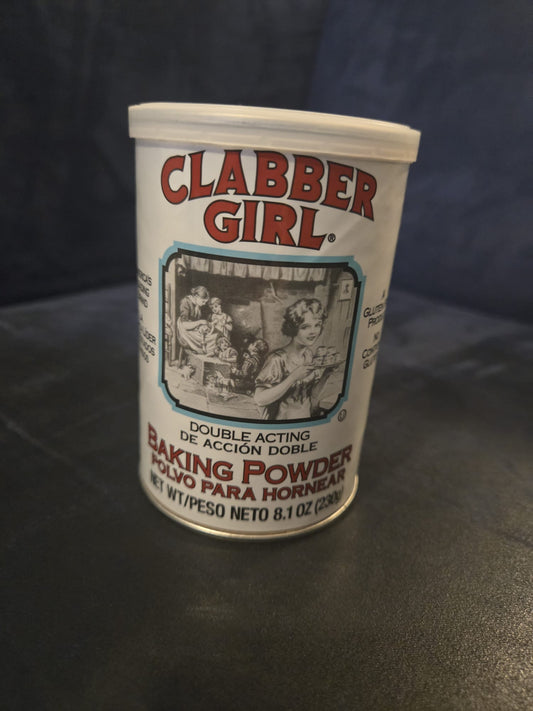 CLABBER
GIRL®
DOUBLE ACTING
DE ACCIÓN DOBLE
BAKING POWDER
POLVO PARA HORNEAR
NET WT/PESO NETO 8.1 OZ (230g)
A
GLUTEN